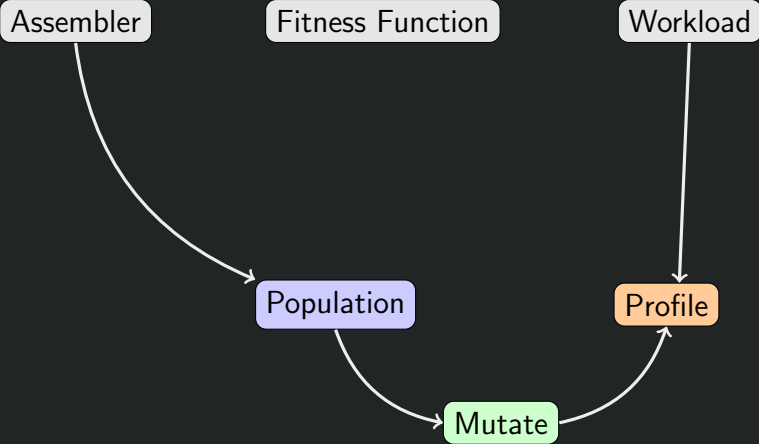 Assembler
Fitness Function
Workload
Population
Profile
Mutate